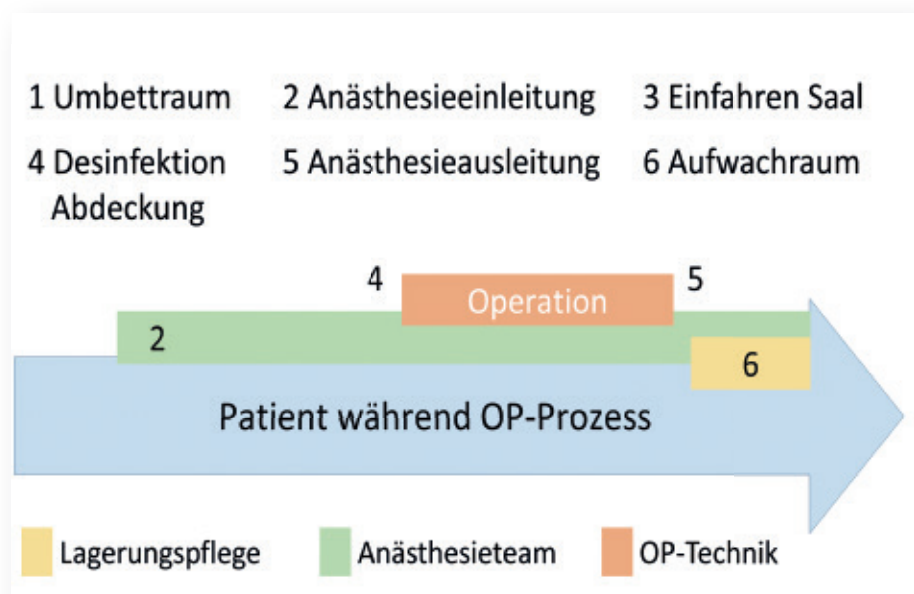 1 Umbettraum 2 Anästhesieeinleitung 3 Einfahren Saal
4 Desinfektion 5 Anästhesieausleitung 6 Aufwachraum
Abdeckung
4 Operation 5
2
6
Patient während OP-Prozess
Lagerungspflege Anästhesieteam OP-Technik